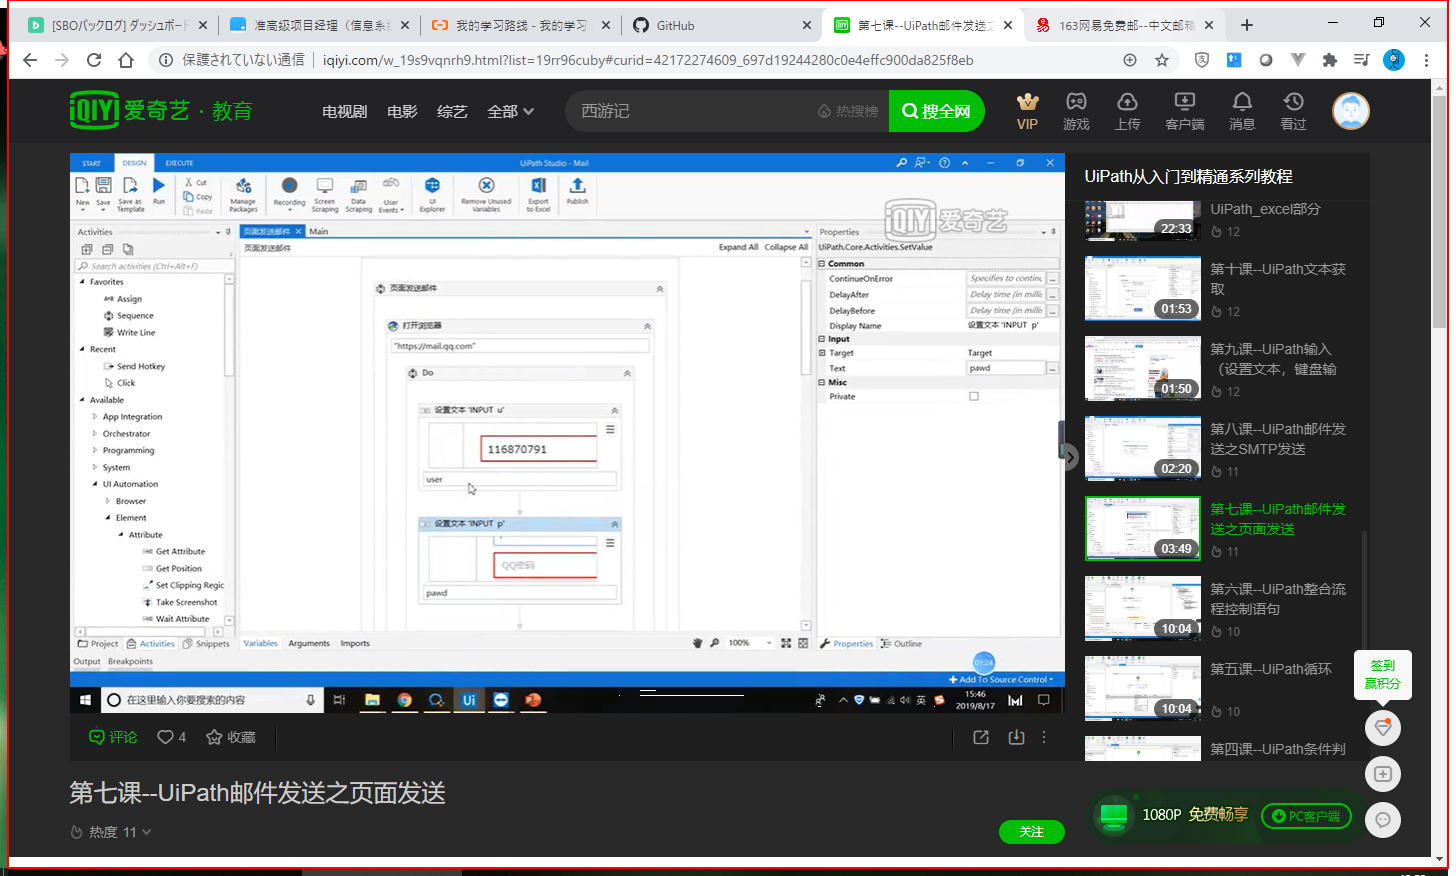 [SBOバックログ] ダッシュボード
准高级项目经理（信息系统
我的学习路线 - 我的学习
GitHub
第七课--UiPath邮件发送之
163网易免费邮--中文邮箱
保護されていない通信
iqiyi.com/w_19s9vqnrh9.html?list=19rr96cuby#curid=42172274609_697d19244280c0e4effc900da825f8eb
iQIYI 爱奇艺 · 教育
电视剧 电影 综艺 全部
西游记 热搜榜 搜全网
VIP 游戏 上传 客户端 消息 看过
START DESIGN EXECUTE
UiPath Studio - Mail
New Save Save as Template Run
Cut
Copy
Paste
Manage Packages
Recording
Screen Scraping
Data Scraping
User Events
UI Explorer
Remove Unused Variables
Export to Excel
Publish
iQIYI 爱奇艺
Activities
Search activities (Ctrl+Alt+F)
Favorites
Assign
Sequence
Write Line
Recent
Send Hotkey
Click
Available
App Integration
Orchestrator
Programming
System
UI Automation
Browser
Element
Attribute
Get Attribute
Get Position
Set Clipping Regic
Take Screenshot
Wait Attribute
Project Activities Snippets
Output Breakpoints
页面发送邮件 Main
页面发送邮件
Expand All Collapse All
页面发送邮件
打开浏览器
"https://mail.qq.com"
Do
设置文本 'INPUT u'
116870791
user
设置文本 'INPUT p'
QQ密码
pawd
Variables Arguments Imports
100%
Properties
UiPath.Core.Activities.SetValue
Common
ContinueOnError Specifies to continu
DelayAfter Delay time (in millis
DelayBefore Delay time (in millis
Display Name 设置文本 'INPUT p'
Input
Target Target
Text pawd
Misc
Private
Properties Outline
01:24
Add To Source Control
在这里输入你要搜索的内容
英
15:46
2019/8/17
评论 4 收藏
第七课--UiPath邮件发送之页面发送
热度 11
关注
UiPath从入门到精通系列教程
UiPath_excel部分
22:33
12
第十课--UiPath文本获取
01:53
12
第九课--UiPath输入（设置文本，键盘输
01:50
12
第八课--UiPath邮件发送之SMTP发送
02:20
11
第七课--UiPath邮件发送之页面发送
03:49
11
第六课--UiPath整合流程控制语句
10:04
10
第五课--UiPath循环
10:04
10
第四课--UiPath条件判
签到
赢积分
1080P 免费畅享
PC客户端